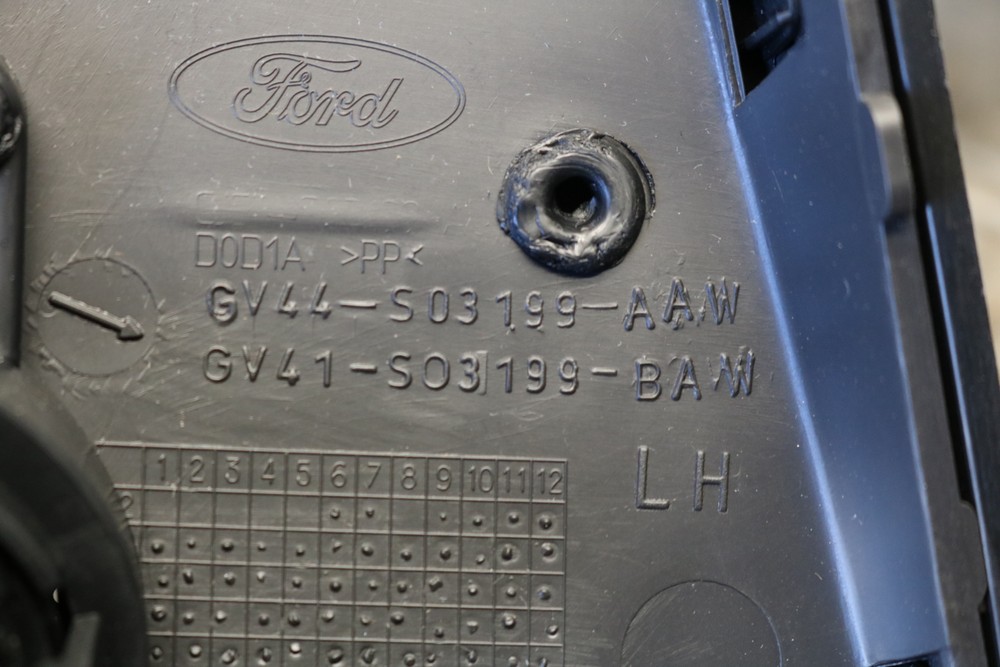 Ford
D0D1A >PP<
GV44-S03199-AAW
GV41-S03199-BAW
1 2 3 4 5 6 7 8 9 10 11 12
LH